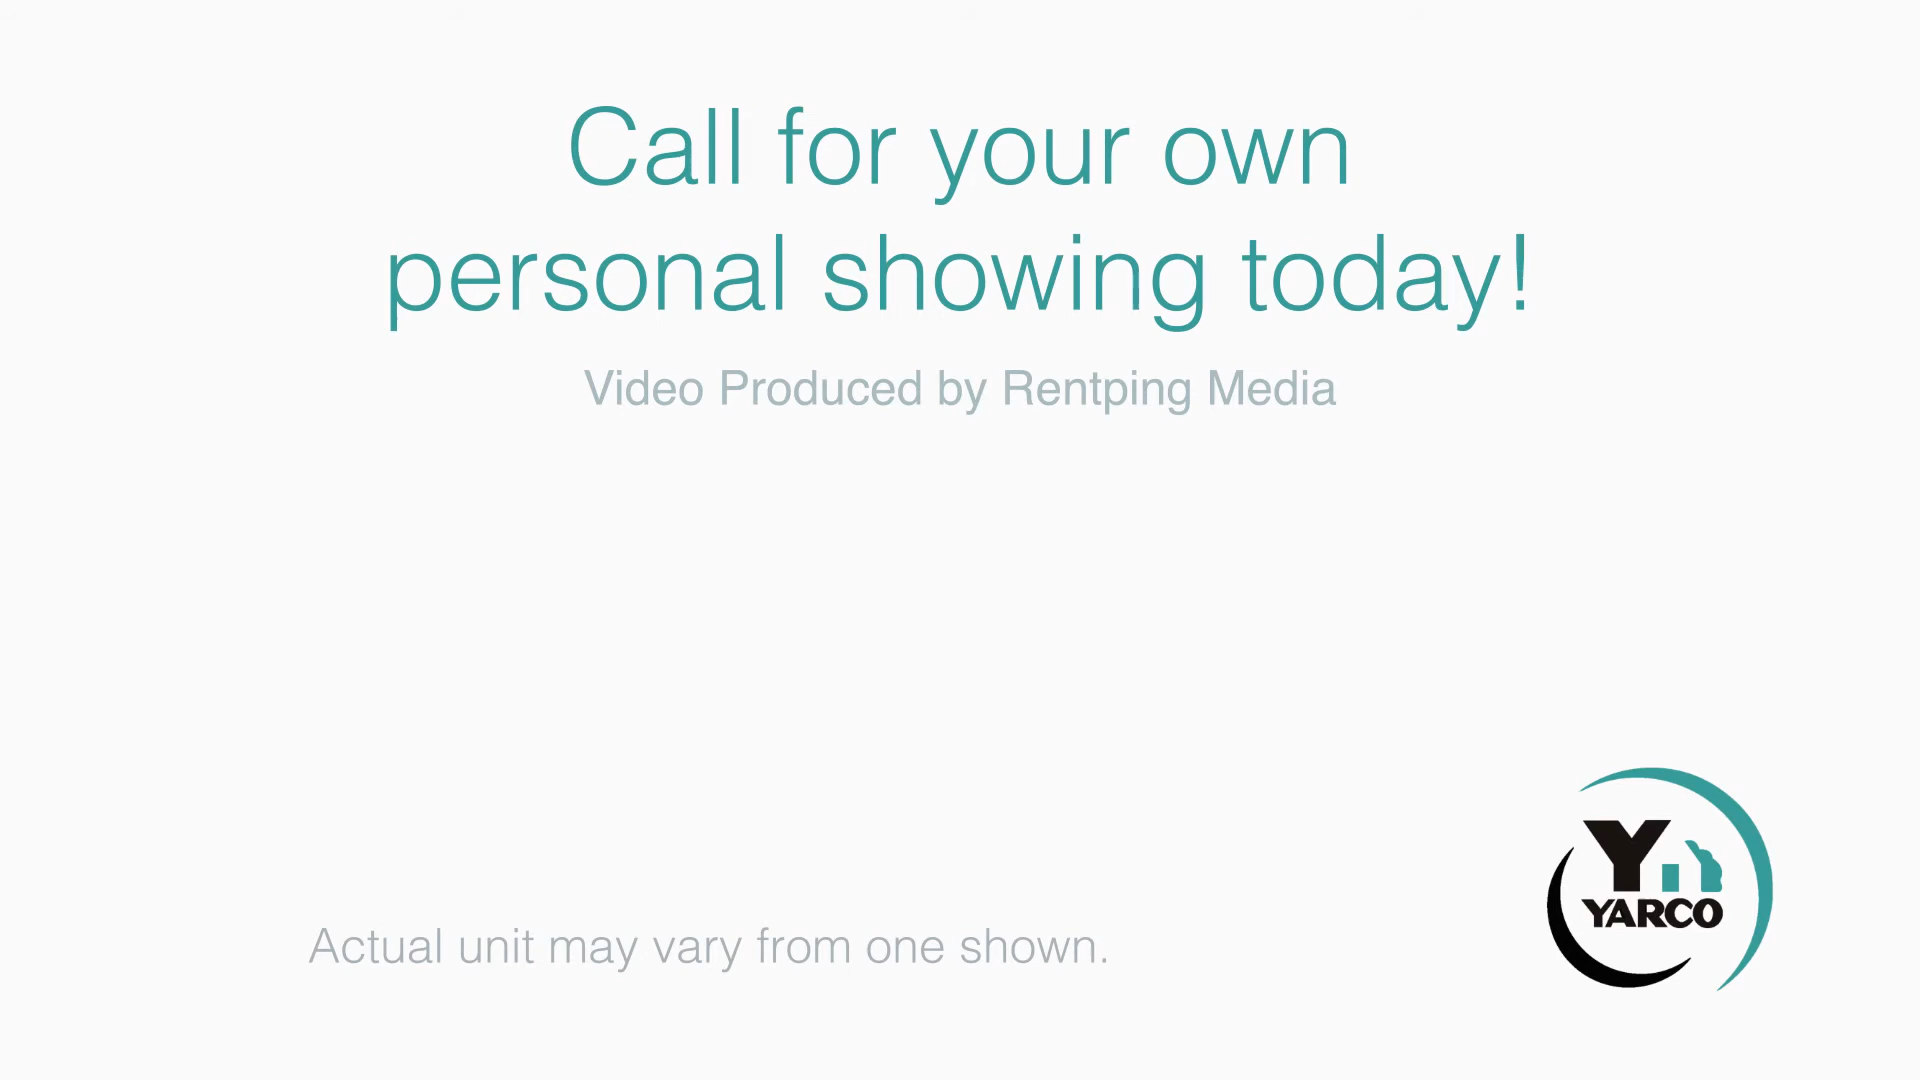 Call for your own
personal showing today!
Video Produced by Rentping Media
Actual unit may vary from one shown.
Y
YARCO